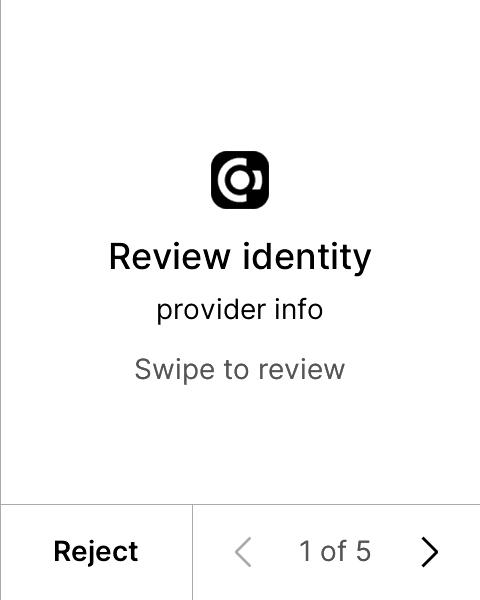 Review identity
provider info
Swipe to review
Reject
1 of 5